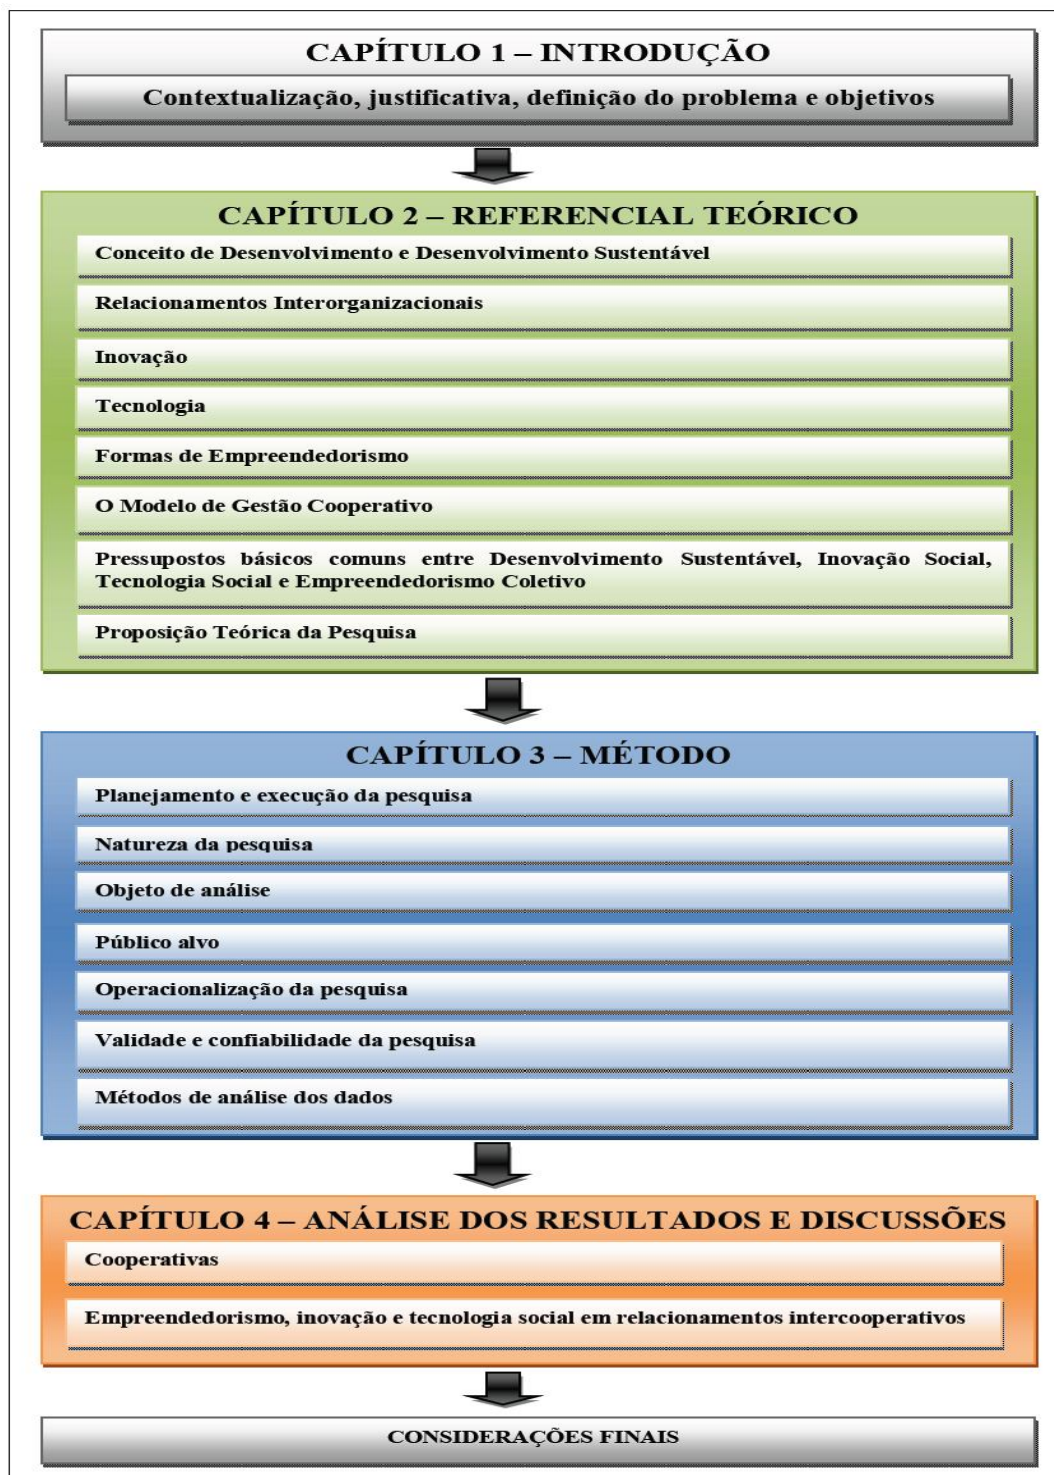 CAPÍTULO 1 – INTRODUÇÃO
Contextualização, justificativa, definição do problema e objetivos
CAPÍTULO 2 – REFERENCIAL TEÓRICO
Conceito de Desenvolvimento e Desenvolvimento Sustentável
Relacionamentos Interorganizacionais
Inovação
Tecnologia
Formas de Empreendedorismo
O Modelo de Gestão Cooperativo
Pressupostos básicos comuns entre Desenvolvimento Sustentável, Inovação Social,
Tecnologia Social e Empreendedorismo Coletivo
Proposição Teórica da Pesquisa
CAPÍTULO 3 – MÉTODO
Planejamento e execução da pesquisa
Natureza da pesquisa
Objeto de análise
Público alvo
Operacionalização da pesquisa
Validade e confiabilidade da pesquisa
Métodos de análise dos dados
CAPÍTULO 4 – ANÁLISE DOS RESULTADOS E DISCUSSÕES
Cooperativas
Empreendedorismo, inovação e tecnologia social em relacionamentos intercooperativos
CONSIDERAÇÕES FINAIS